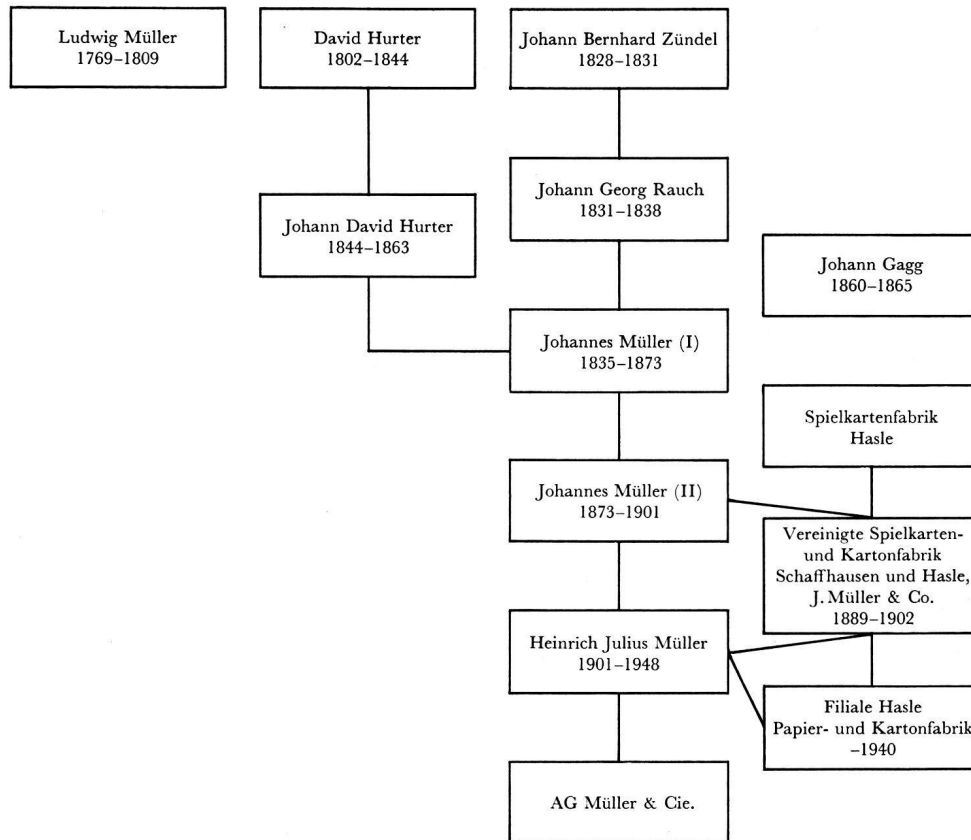 Ludwig Müller
1769–1809
David Hurter
1802–1844
Johann Bernhard Zündel
1828–1831
Johann Georg Rauch
1831–1838
Johann David Hurter
1844–1863
Johann Gagg
1860–1865
Johannes Müller (I)
1835–1873
Spielkartenfabrik
Hasle
Johannes Müller (II)
1873–1901
Vereinigte Spielkarten-
und Kartonfabrik
Schaffhausen und Hasle,
J. Müller & Co.
1889–1902
Heinrich Julius Müller
1901–1948
Filiale Hasle
Papier- und Kartonfabrik
–1940
AG Müller & Cie.